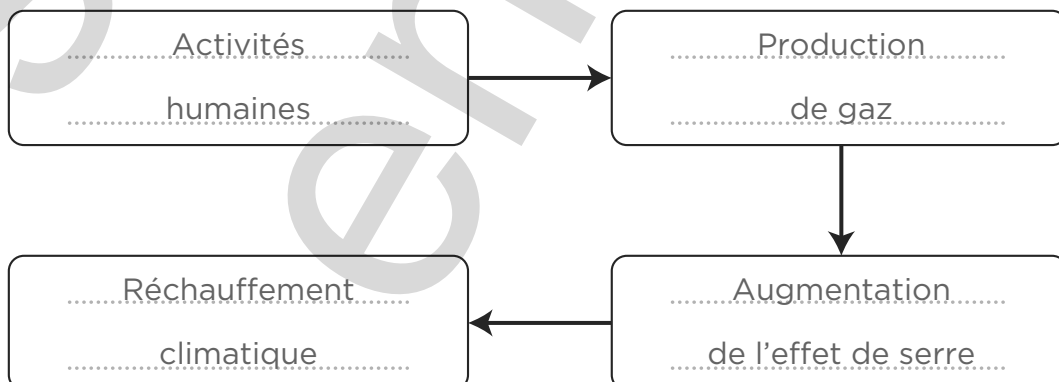 Activités
humaines
Production
de gaz
Augmentation
de l'effet de serre
Réchauffement
climatique